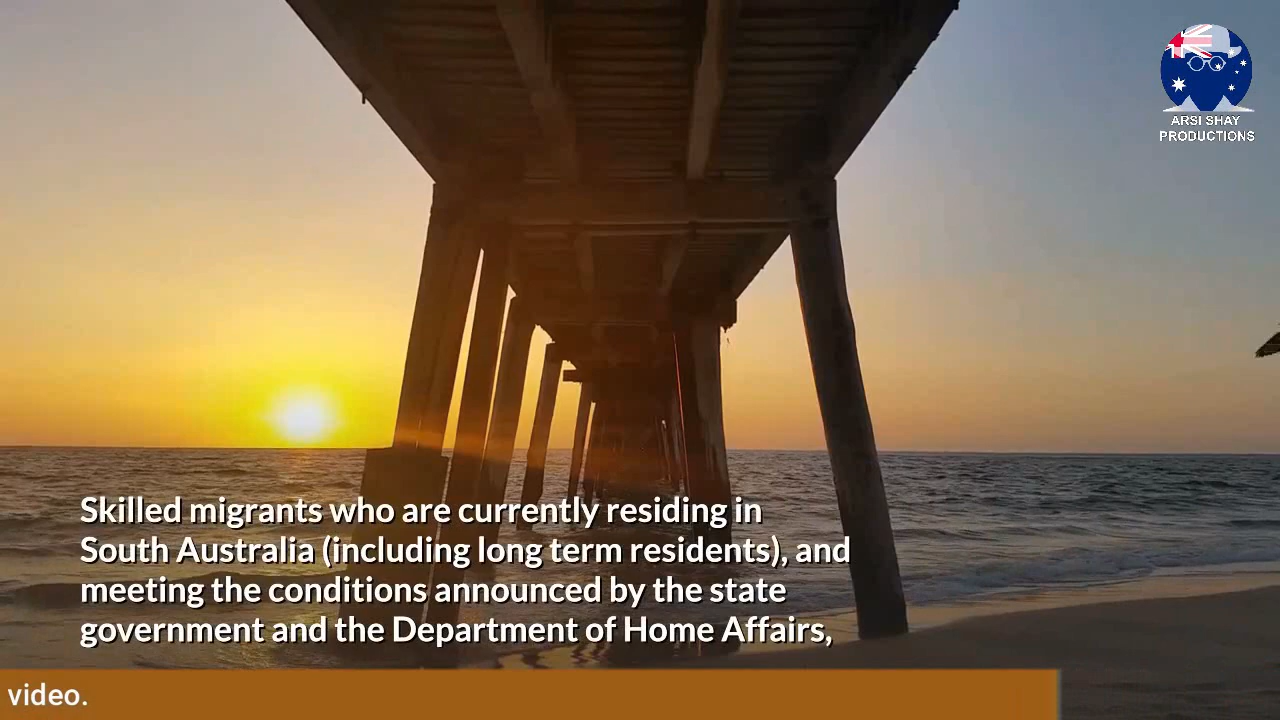 ARSI SHAY
PRODUCTIONS
Skilled migrants who are currently residing in
South Australia (including long term residents), and
meeting the conditions announced by the state
government and the Department of Home Affairs,
video.